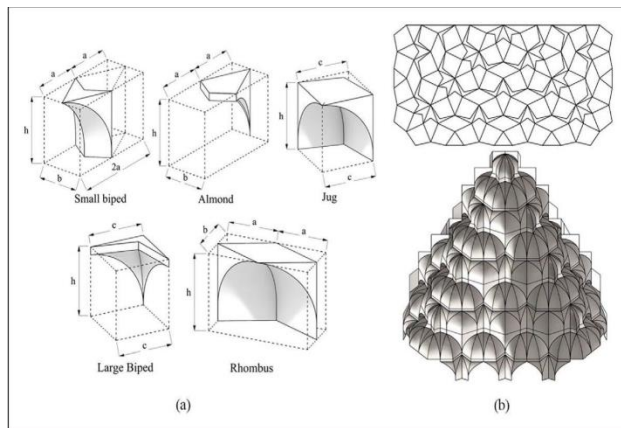 a a
h
b 2a
Small biped
a a
h
b
Almond
c
h
c
Jug
c
h
c
Large Biped
b a a
h
Rhombus
(a) (b)